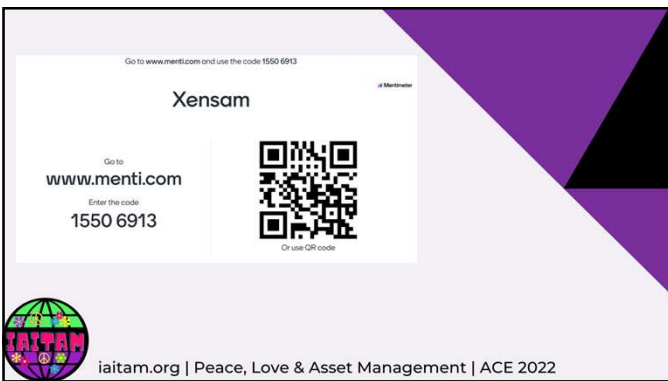 Go to www.menti.com and use the code 1550 6913
Mentimeter
Xensam
Go to
www.menti.com
Enter the code
1550 6913
Or use QR code
IAITAM
iaitam.org | Peace, Love & Asset Management | ACE 2022